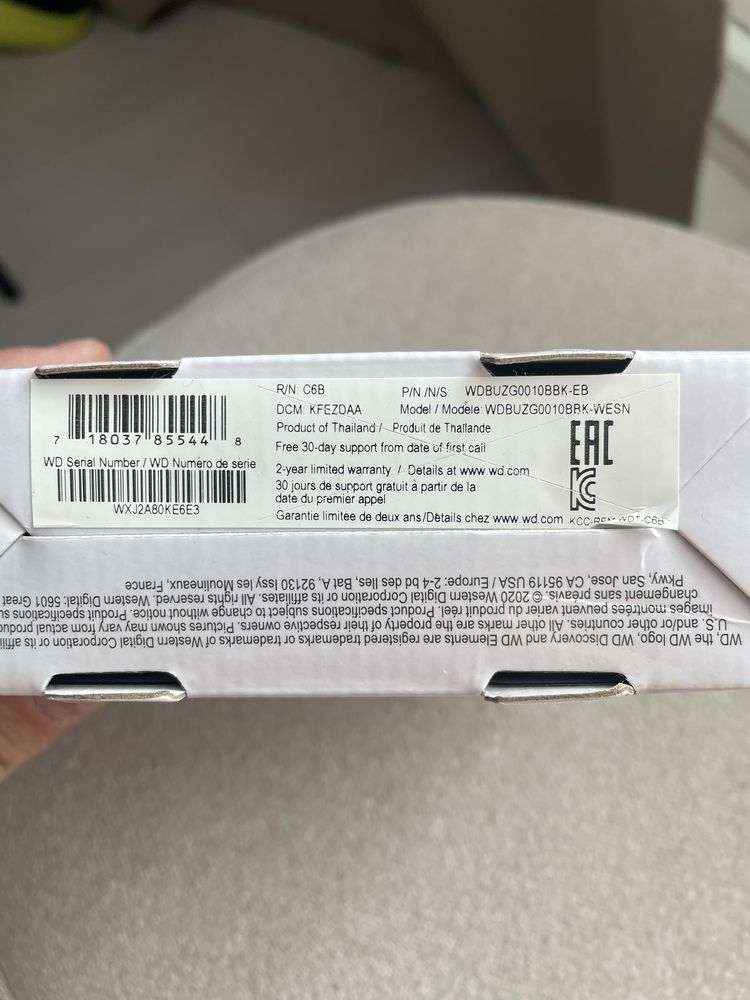 7 18037 85544 8
WD Serial Number / WD Numéro de série
WXJ2A80KE6E3
R/N: C6B
P/N /N/S: WDBUZG0010BBK-EB
DCM: KFEZDAA
Model / Modèle: WDBUZG0010BBK-WESN
Product of Thailand / Produit de Thaïlande
Free 30-day support from date of first call
2-year limited warranty / Details at www.wd.com
30 jours de support gratuit à partir de la
date du premier appel
Garantie limitée de deux ans/Détails chez www.wd.com
EAC
KCC-REM-WDT-C6B
WD, the WD logo, WD Discovery and WD Elements are registered trademarks or trademarks of Western Digital Corporation or its affili
U.S. and/or other countries. All other marks are the property of their respective owners. Pictures shown may vary from actual produc
images montrées peuvent varier du produit réel. Product specifications subject to change without notice. Produit spécifications su
changement sans préavis. © 2020 Western Digital Corporation or its affiliates. All rights reserved. Western Digital: 5601 Great
Pkwy, San Jose, CA 95119 / USA / Europe: 2-4 bd des Iles, Bat A, 92130 Issy les Moulineaux, France